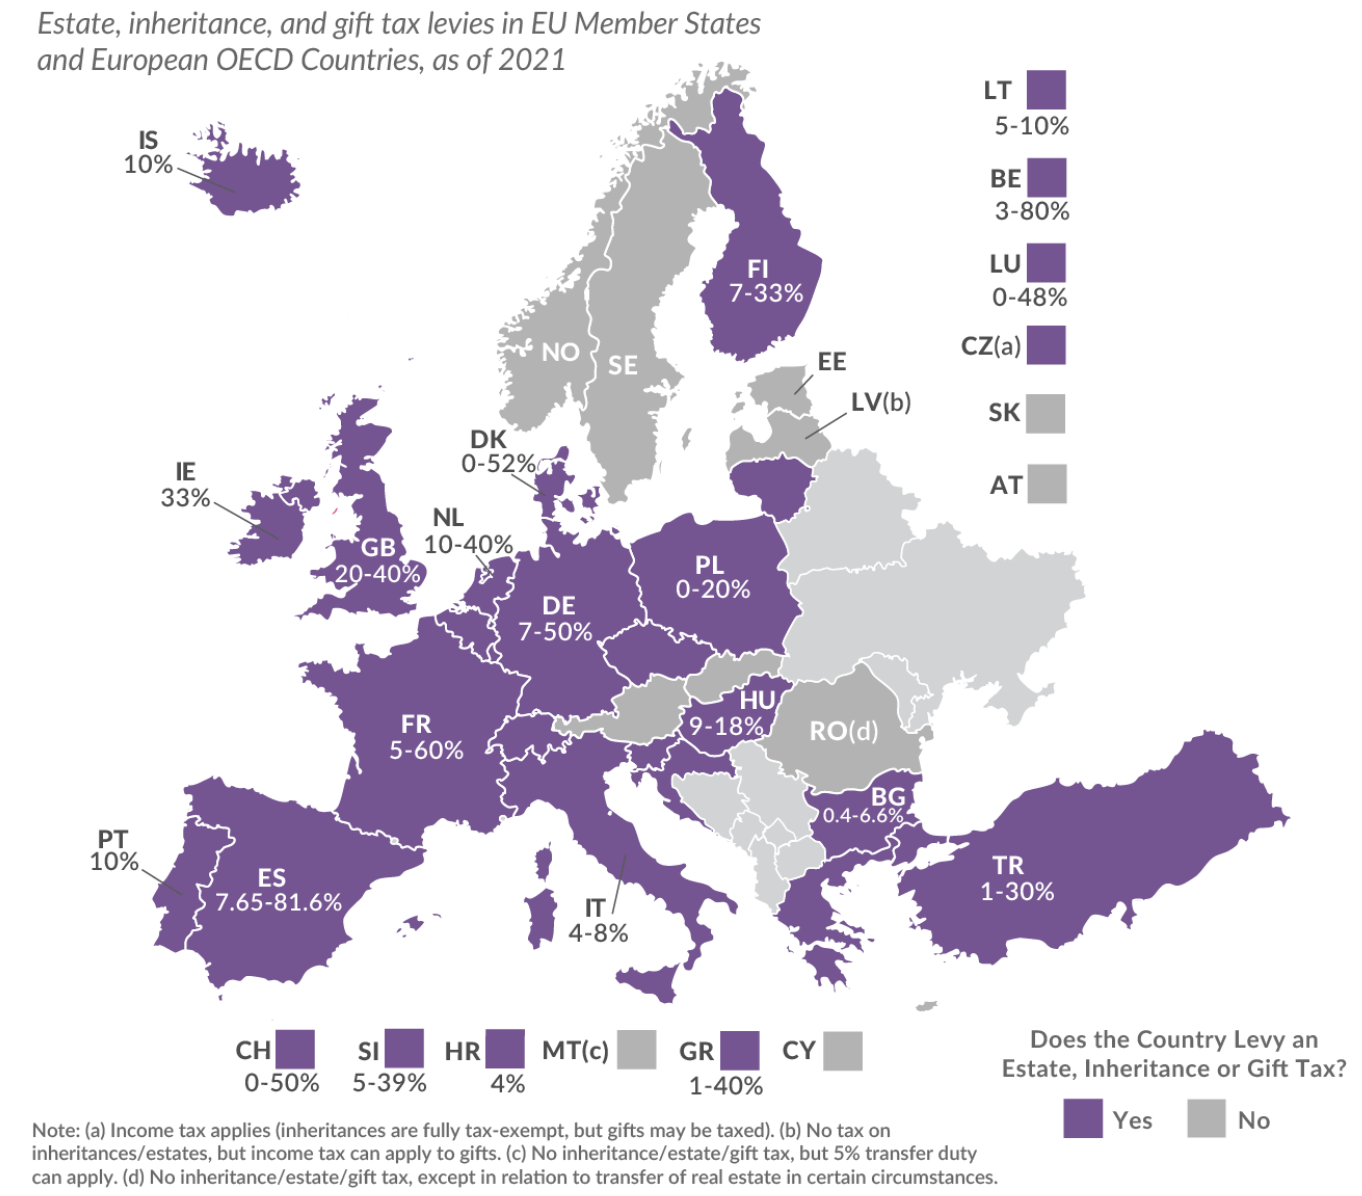 Estate, inheritance, and gift tax levies in EU Member States
and European OECD Countries, as of 2021
LT
5-10%
BE
3-80%
LU
0-48%
CZ(a)
SK
AT
IS
10%
FI
7-33%
NO
SE
EE
LV(b)
DK
0-52%
IE
33%
NL
10-40%
GB
20-40%
PL
0-20%
DE
7-50%
HU
9-18%
FR
5-60%
RO(d)
BG
0.4-6.6%
PT
10%
ES
7.65-81.6%
IT
4-8%
TR
1-30%
CH
0-50%
SI
5-39%
HR
4%
MT(c)
GR
1-40%
CY
Does the Country Levy an
Estate, Inheritance or Gift Tax?
Yes
No
Note: (a) Income tax applies (inheritances are fully tax-exempt, but gifts may be taxed). (b) No tax on
inheritances/estates, but income tax can apply to gifts. (c) No inheritance/estate/gift tax, but 5% transfer duty
can apply. (d) No inheritance/estate/gift tax, except in relation to transfer of real estate in certain circumstances.